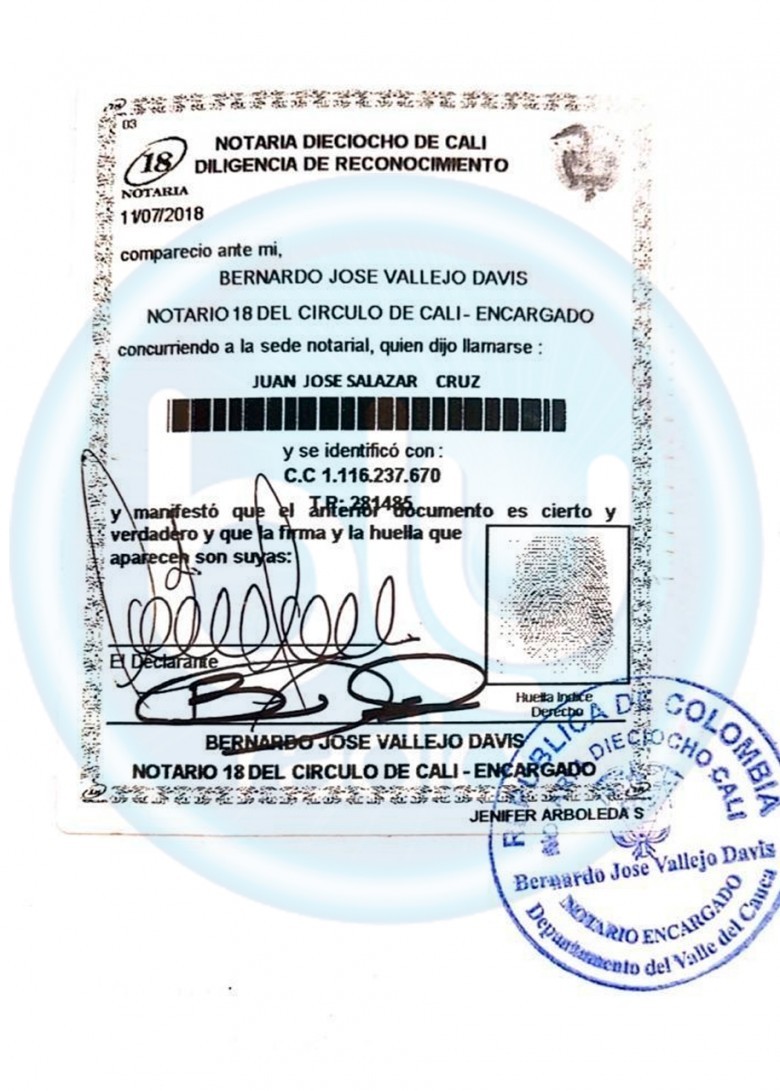 03
18
NOTARIA
NOTARIA DIECIOCHO DE CALI
DILIGENCIA DE RECONOCIMIENTO
11/07/2018
comparecio ante mi,
BERNARDO JOSE VALLEJO DAVIS
NOTARIO 18 DEL CIRCULO DE CALI - ENCARGADO
concurriendo a la sede notarial, quien dijo llamarse :
JUAN JOSE SALAZAR CRUZ
y se identificó con :
C.C 1.116.237.670
T.P: 281485
y manifestó que el anterior documento es cierto y
verdadero y que la firma y la huella que
aparecen son suyas:
El Declarante
Huella Indice
Derecho
BERNARDO JOSE VALLEJO DAVIS
NOTARIO 18 DEL CIRCULO DE CALI - ENCARGADO
JENIFER ARBOLEDA S
REPUBLICA DE COLOMBIA
DIECIOCHO CALI
Bernardo Jose Vallejo Davis
NOTARIO ENCARGADO
Departamento del Valle del Cauca
blu